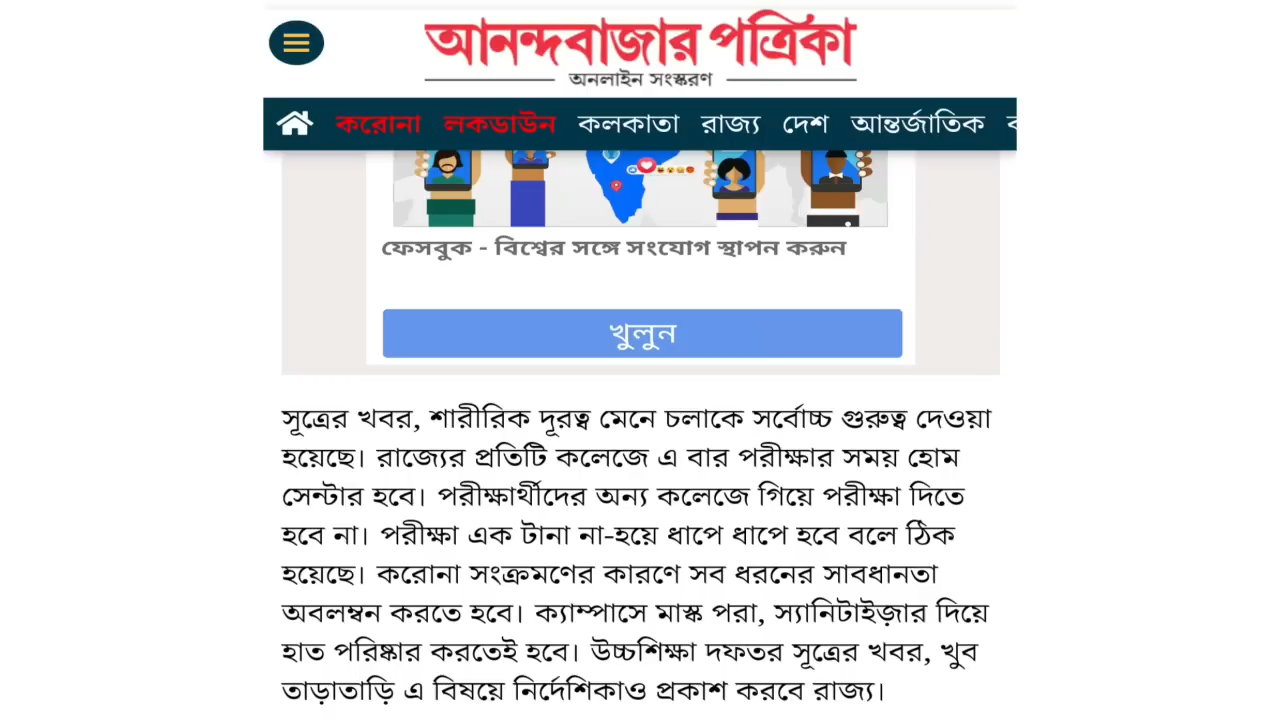 আনন্দবাজার পত্রিকা
অনলাইন সংস্করণ
করোনা লকডাউন কলকাতা রাজ্য দেশ আন্তর্জাতিক
ফেসবুক - বিশ্বের সঙ্গে সংযোগ স্থাপন করুন
খুলুন
সূত্রের খবর, শারীরিক দূরত্ব মেনে চলাকে সর্বোচ্চ গুরুত্ব দেওয়া
হয়েছে। রাজ্যের প্রতিটি কলেজে এ বার পরীক্ষার সময় হোম
সেন্টার হবে। পরীক্ষার্থীদের অন্য কলেজে গিয়ে পরীক্ষা দিতে
হবে না। পরীক্ষা এক টানা না-হয়ে ধাপে ধাপে হবে বলে ঠিক
হয়েছে। করোনা সংক্রমণের কারণে সব ধরনের সাবধানতা
অবলম্বন করতে হবে। ক্যাম্পাসে মাস্ক পরা, স্যানিটাইজ়ার দিয়ে
হাত পরিষ্কার করতেই হবে। উচ্চশিক্ষা দফতর সূত্রের খবর, খুব
তাড়াতাড়ি এ বিষয়ে নির্দেশিকাও প্রকাশ করবে রাজ্য।